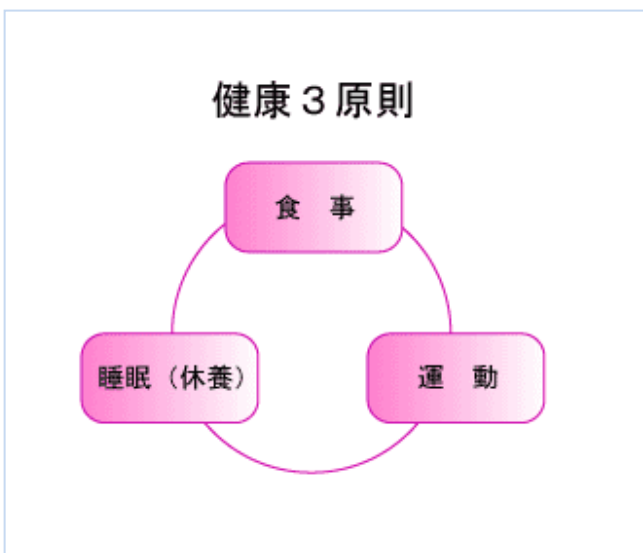 健康３原則
食　事
睡眠（休養）
運　動